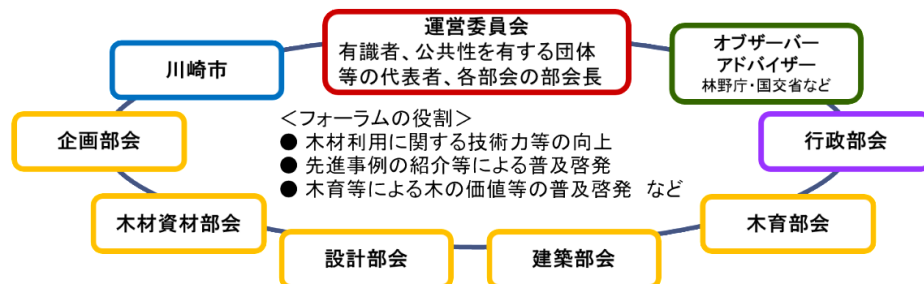 運営委員会
有識者、公共性を有する団体
等の代表者、各部会の部会長
川崎市
オブザーバー
アドバイザー
林野庁・国交省など
企画部会
<フォーラムの役割>
● 木材利用に関する技術力等の向上
● 先進事例の紹介等による普及啓発
● 木育等による木の価値等の普及啓発 など
行政部会
木材資材部会
木育部会
設計部会
建築部会